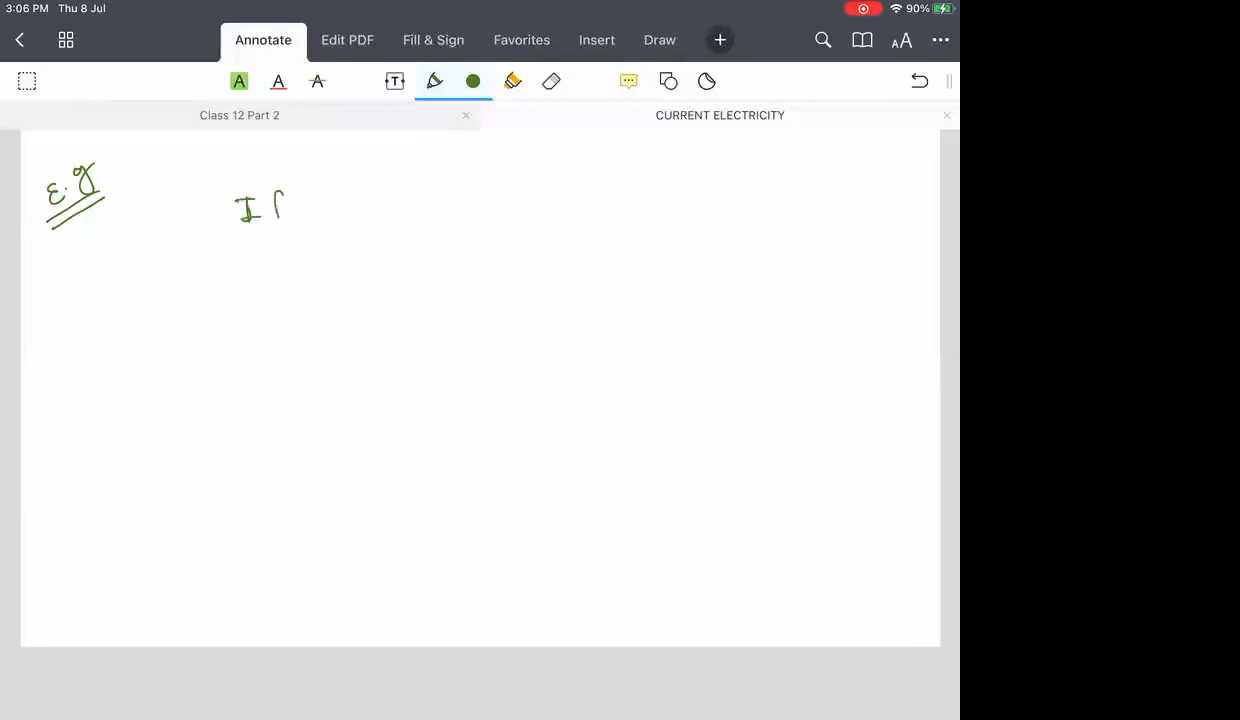 3:06 PM Thu 8 Jul 90%
Annotate Edit PDF Fill & Sign Favorites Insert Draw AA
A A A T
Class 12 Part 2 CURRENT ELECTRICITY
E.g
I